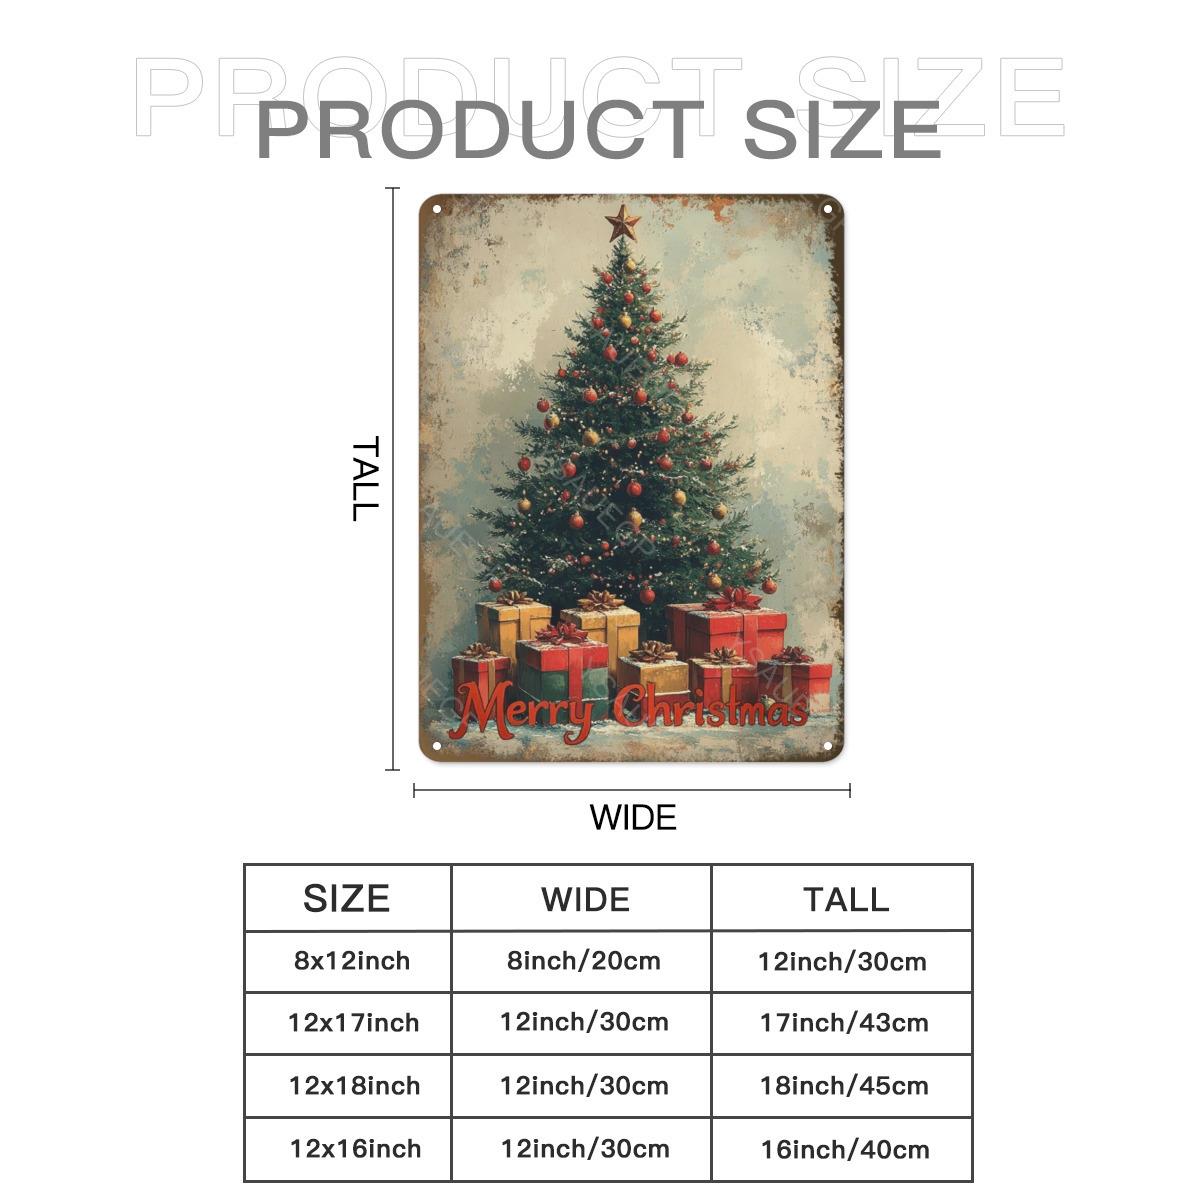 PRODUCT SIZE
PRODUCT SIZE
TALL
Merry Christmas
WIDE
SIZE WIDE TALL
8x12inch 8inch/20cm 12inch/30cm
12x17inch 12inch/30cm 17inch/43cm
12x18inch 12inch/30cm 18inch/45cm
12x16inch 12inch/30cm 16inch/40cm